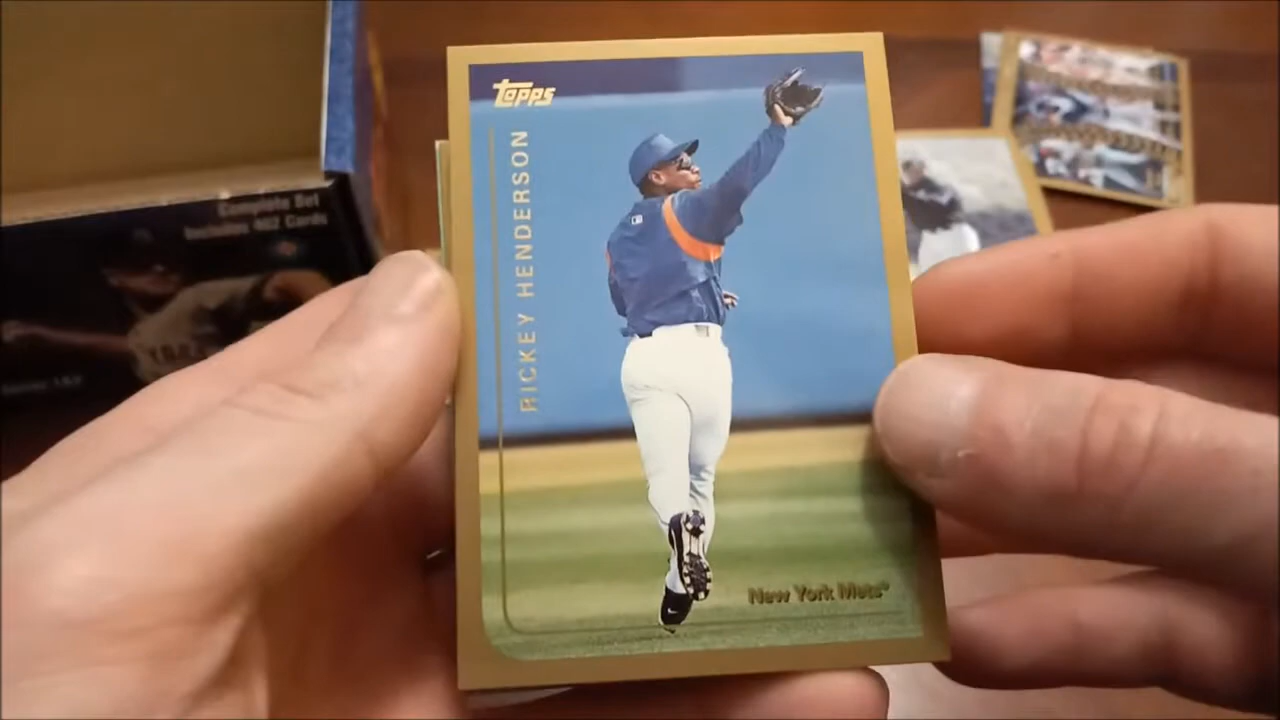 Topps
RICKEY HENDERSON
New York Mets
Complete Set
Includes 462 Cards